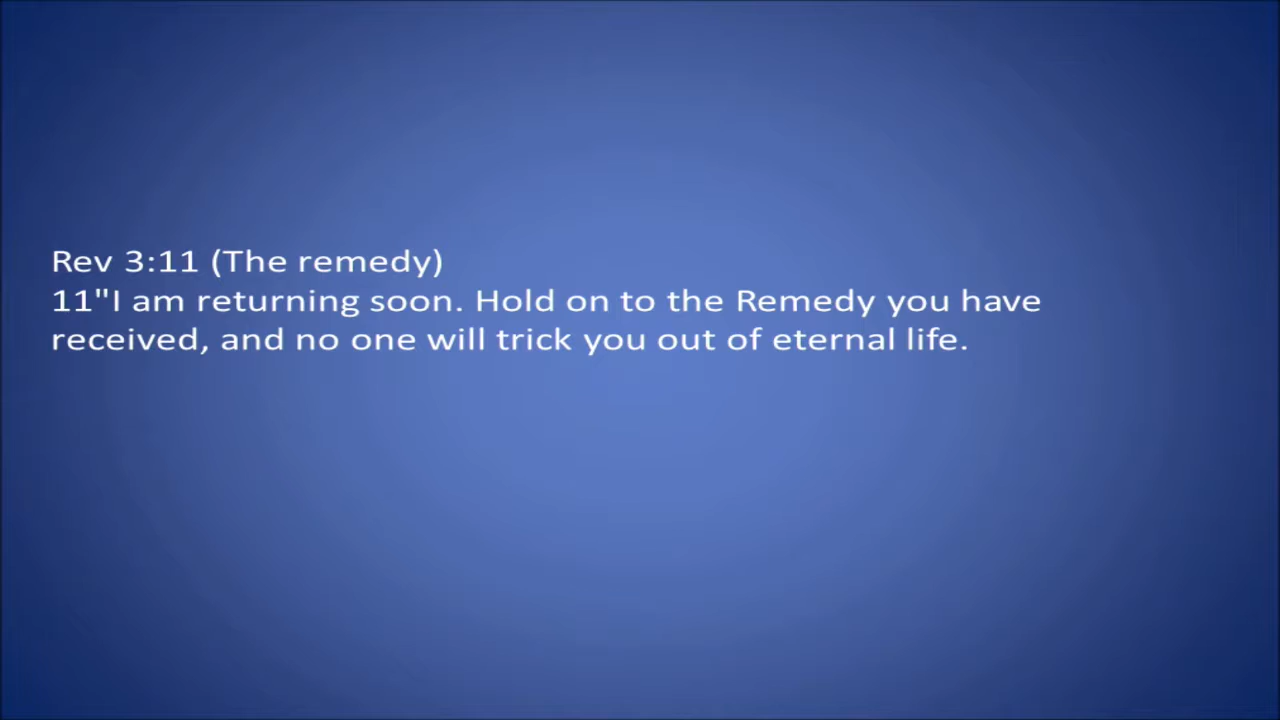 Rev 3:11 (The remedy)
11"I am returning soon. Hold on to the Remedy you have
received, and no one will trick you out of eternal life.